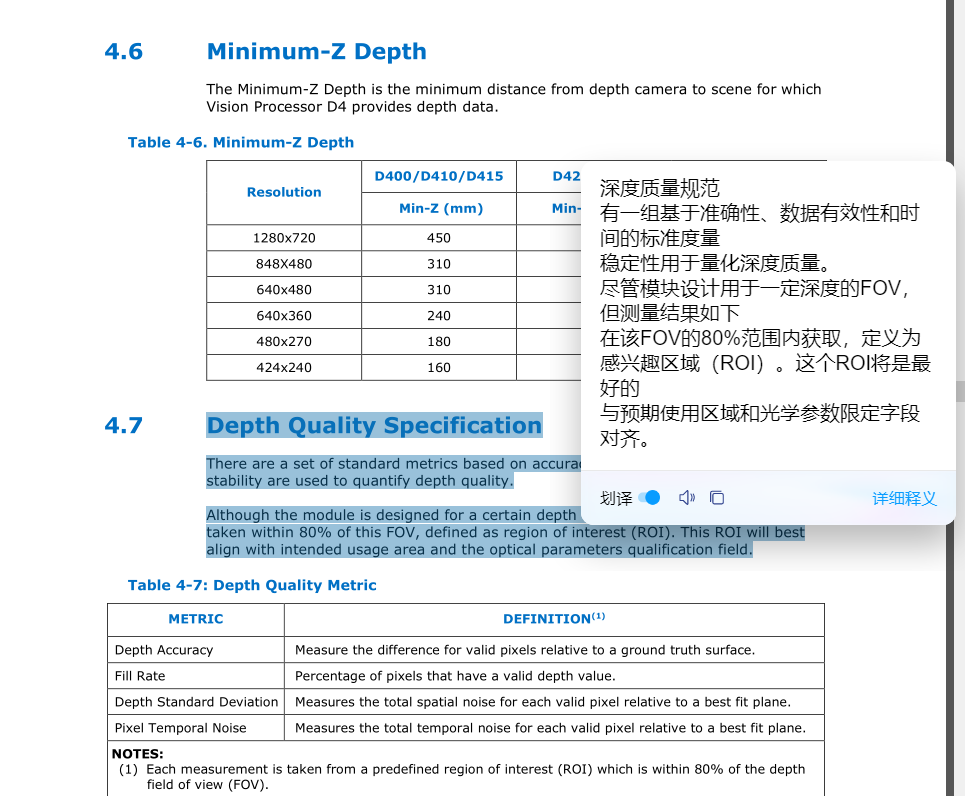 4.6 Minimum-Z Depth
The Minimum-Z Depth is the minimum distance from depth camera to scene for which
Vision Processor D4 provides depth data.
Table 4-6. Minimum-Z Depth
Resolution D400/D410/D415 D42
Min-Z (mm) Min-
1280x720 450
848X480 310
640x480 310
640x360 240
480x270 180
424x240 160
4.7 Depth Quality Specification
There are a set of standard metrics based on accura
stability are used to quantify depth quality.
Although the module is designed for a certain depth
taken within 80% of this FOV, defined as region of interest (ROI). This ROI will best
align with intended usage area and the optical parameters qualification field.
深度质量规范
有一组基于准确性、数据有效性和时
间的标准度量
稳定性用于量化深度质量。
尽管模块设计用于一定深度的FOV，
但测量结果如下
在该FOV的80%范围内获取，定义为
感兴趣区域（ROI）。这个ROI将是最
好的
与预期使用区域和光学参数限定字段
对齐。
划译 详细释义
Table 4-7: Depth Quality Metric
METRIC DEFINITION(1)
Depth Accuracy Measure the difference for valid pixels relative to a ground truth surface.
Fill Rate Percentage of pixels that have a valid depth value.
Depth Standard Deviation Measures the total spatial noise for each valid pixel relative to a best fit plane.
Pixel Temporal Noise Measures the total temporal noise for each valid pixel relative to a best fit plane.
NOTES:
(1) Each measurement is taken from a predefined region of interest (ROI) which is within 80% of the depth
field of view (FOV).